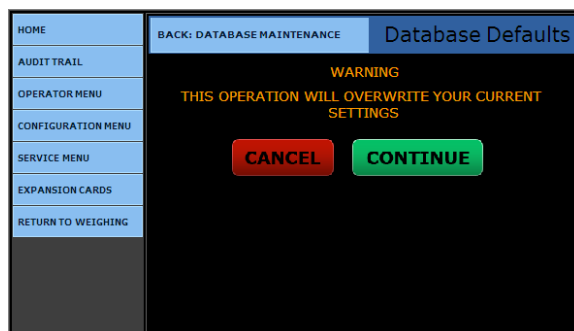 HOME
AUDIT TRAIL
OPERATOR MENU
CONFIGURATION MENU
SERVICE MENU
EXPANSION CARDS
RETURN TO WEIGHING
BACK: DATABASE MAINTENANCE
Database Defaults
WARNING
THIS OPERATION WILL OVERWRITE YOUR CURRENT
SETTINGS
CANCEL
CONTINUE